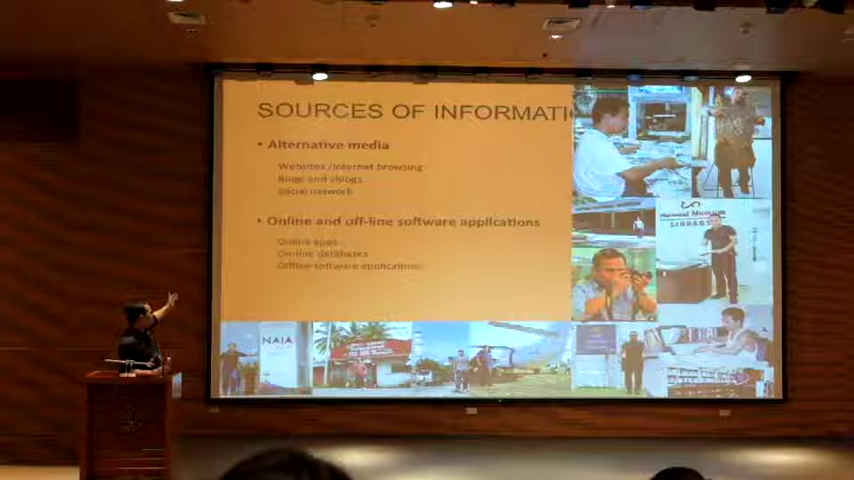 SOURCES OF INFORMATI
• Alternative media
Websites /Internet browsing
Blogs and vlogs
Social network
• Online and off-line software applications
Online apps
On-line databases
Offline software applications
NAIA
LIBRARY